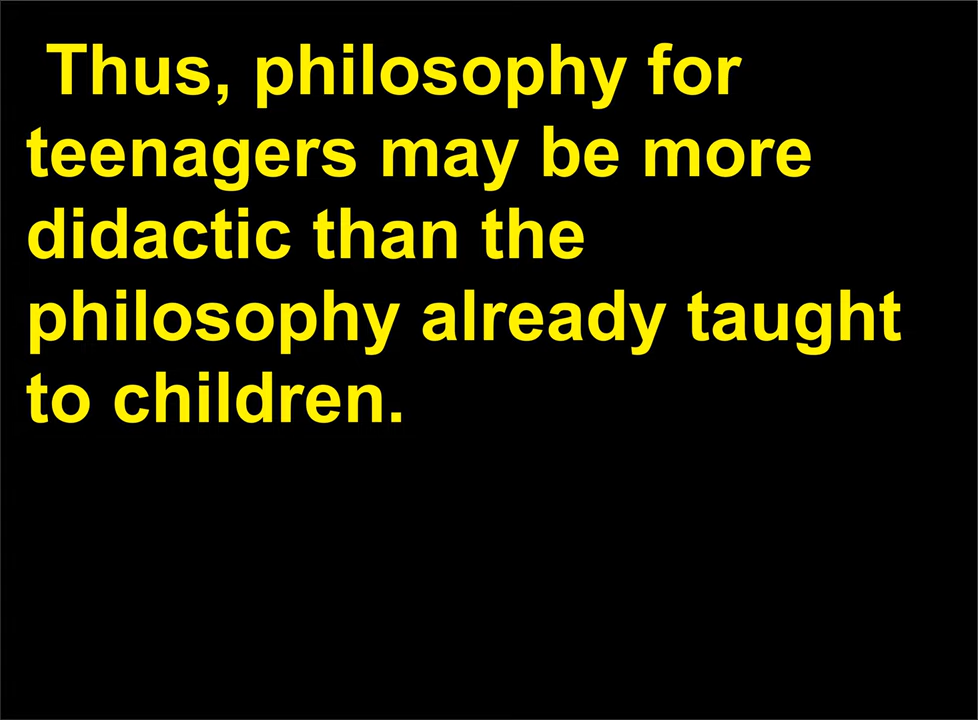 Thus, philosophy for
teenagers may be more
didactic than the
philosophy already taught
to children.